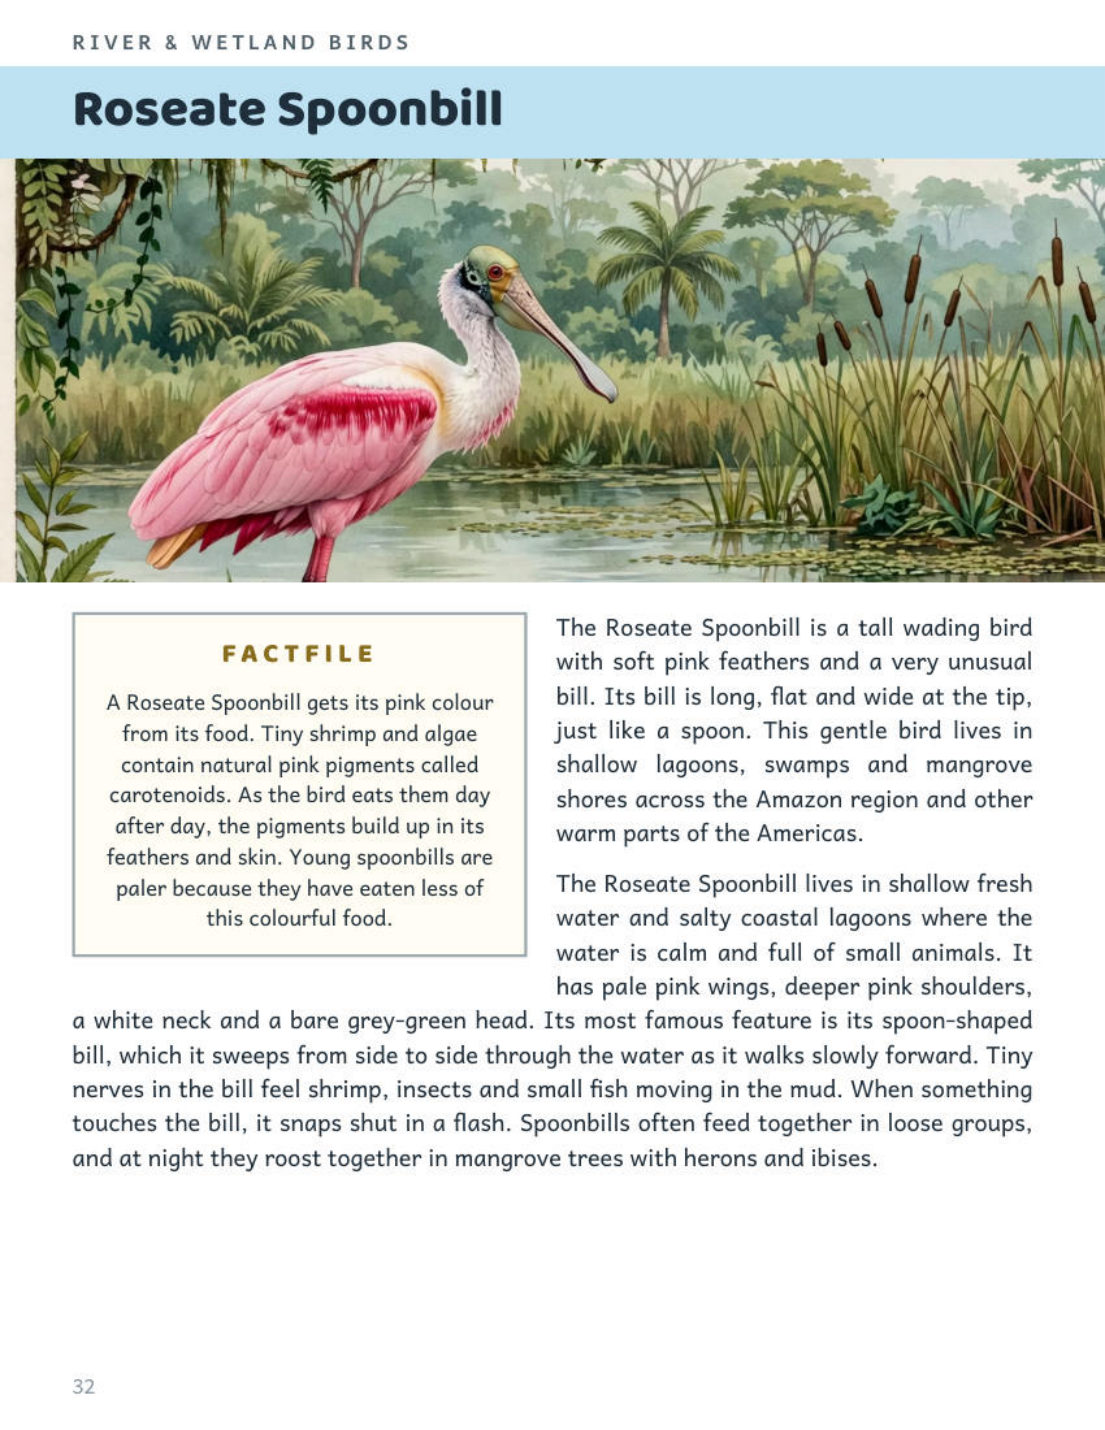 RIVER & WETLAND BIRDS
Roseate Spoonbill
FACTFILE
A Roseate Spoonbill gets its pink colour
from its food. Tiny shrimp and algae
contain natural pink pigments called
carotenoids. As the bird eats them day
after day, the pigments build up in its
feathers and skin. Young spoonbills are
paler because they have eaten less of
this colourful food.
The Roseate Spoonbill is a tall wading bird
with soft pink feathers and a very unusual
bill. Its bill is long, flat and wide at the tip,
just like a spoon. This gentle bird lives in
shallow lagoons, swamps and mangrove
shores across the Amazon region and other
warm parts of the Americas.
The Roseate Spoonbill lives in shallow fresh
water and salty coastal lagoons where the
water is calm and full of small animals. It
has pale pink wings, deeper pink shoulders,
a white neck and a bare grey-green head. Its most famous feature is its spoon-shaped
bill, which it sweeps from side to side through the water as it walks slowly forward. Tiny
nerves in the bill feel shrimp, insects and small fish moving in the mud. When something
touches the bill, it snaps shut in a flash. Spoonbills often feed together in loose groups,
and at night they roost together in mangrove trees with herons and ibises.
32